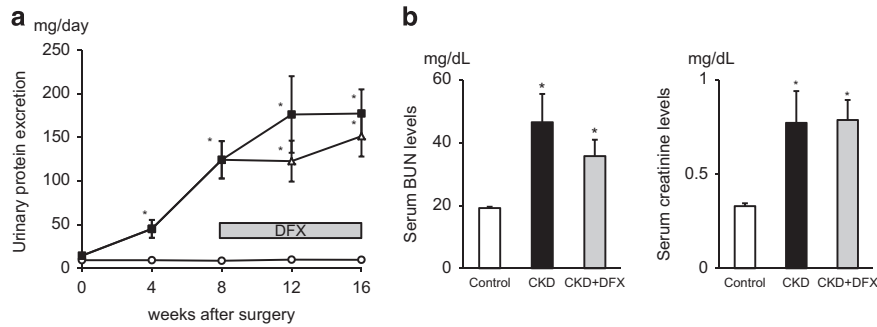 a
mg/day
Urinary protein excretion
250
200
150
100
50
0
*
*
*
*
*
*
DFX
0 4 8 12 16
weeks after surgery
b
mg/dL
Serum BUN levels
60
40
20
0
*
*
Control CKD CKD+DFX
mg/dL
Serum creatinine levels
1
0.5
0
*
*
Control CKD CKD+DFX